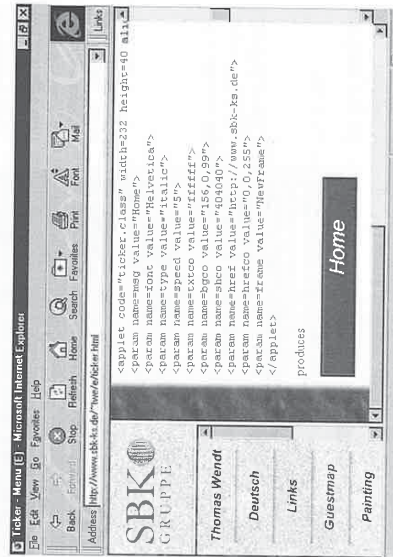 Ticker - Menu [E] - Microsoft Internet Explorer
File Edit View Go Favorites Help
Back Forward Stop Refresh Home Search Favorites Print Font Mail
Address http://www.sbk-ks.de/~twe/e/ticker.html
Links
SBK
GRUPPE
Thomas Wendt
Deutsch
Links
Guestmap
Painting
<applet code="ticker.class" width=232 height=40
<param name=msg value="Home">
<param name=font value="Helvetica">
<param name=type value="italic">
<param name=speed value="5">
<param name=txtco value="ffffff">
<param name=bgco value="156,0,99">
<param name=shco value="404040">
<param name=href value="http://www.sbk-ks.de">
<param name=hrefco value="0,0,255">
<param name=frame value="NewFrame">
</applet>
produces
Home